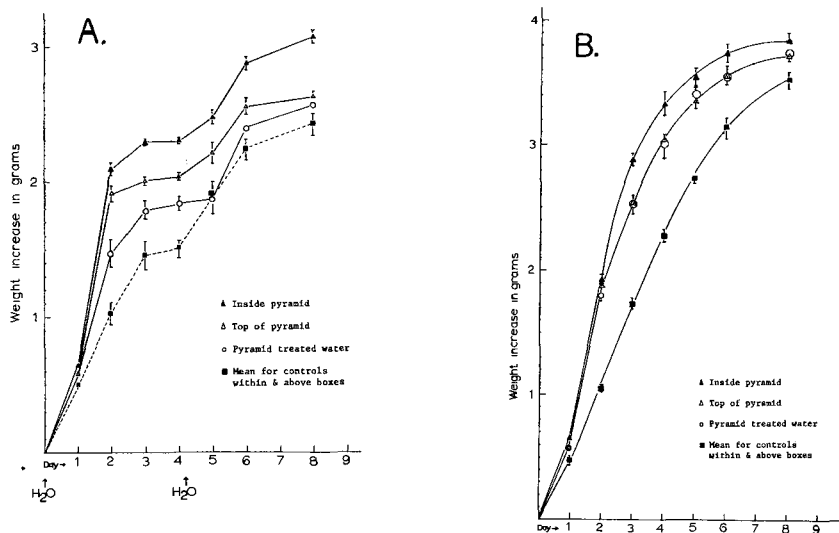 A.
3
2
1
Weight increase in grams
▲ Inside pyramid
△ Top of pyramid
○ Pyramid treated water
■ Mean for controls
within & above boxes
Day→ 1 2 3 4 5 6 7 8 9
↑ ↑
H2O H2O
B.
4
3
2
1
Weight increase in grams
▲ Inside pyramid
△ Top of pyramid
○ Pyramid treated water
■ Mean for controls
within & above boxes
Day→ 1 2 3 4 5 6 7 8 9